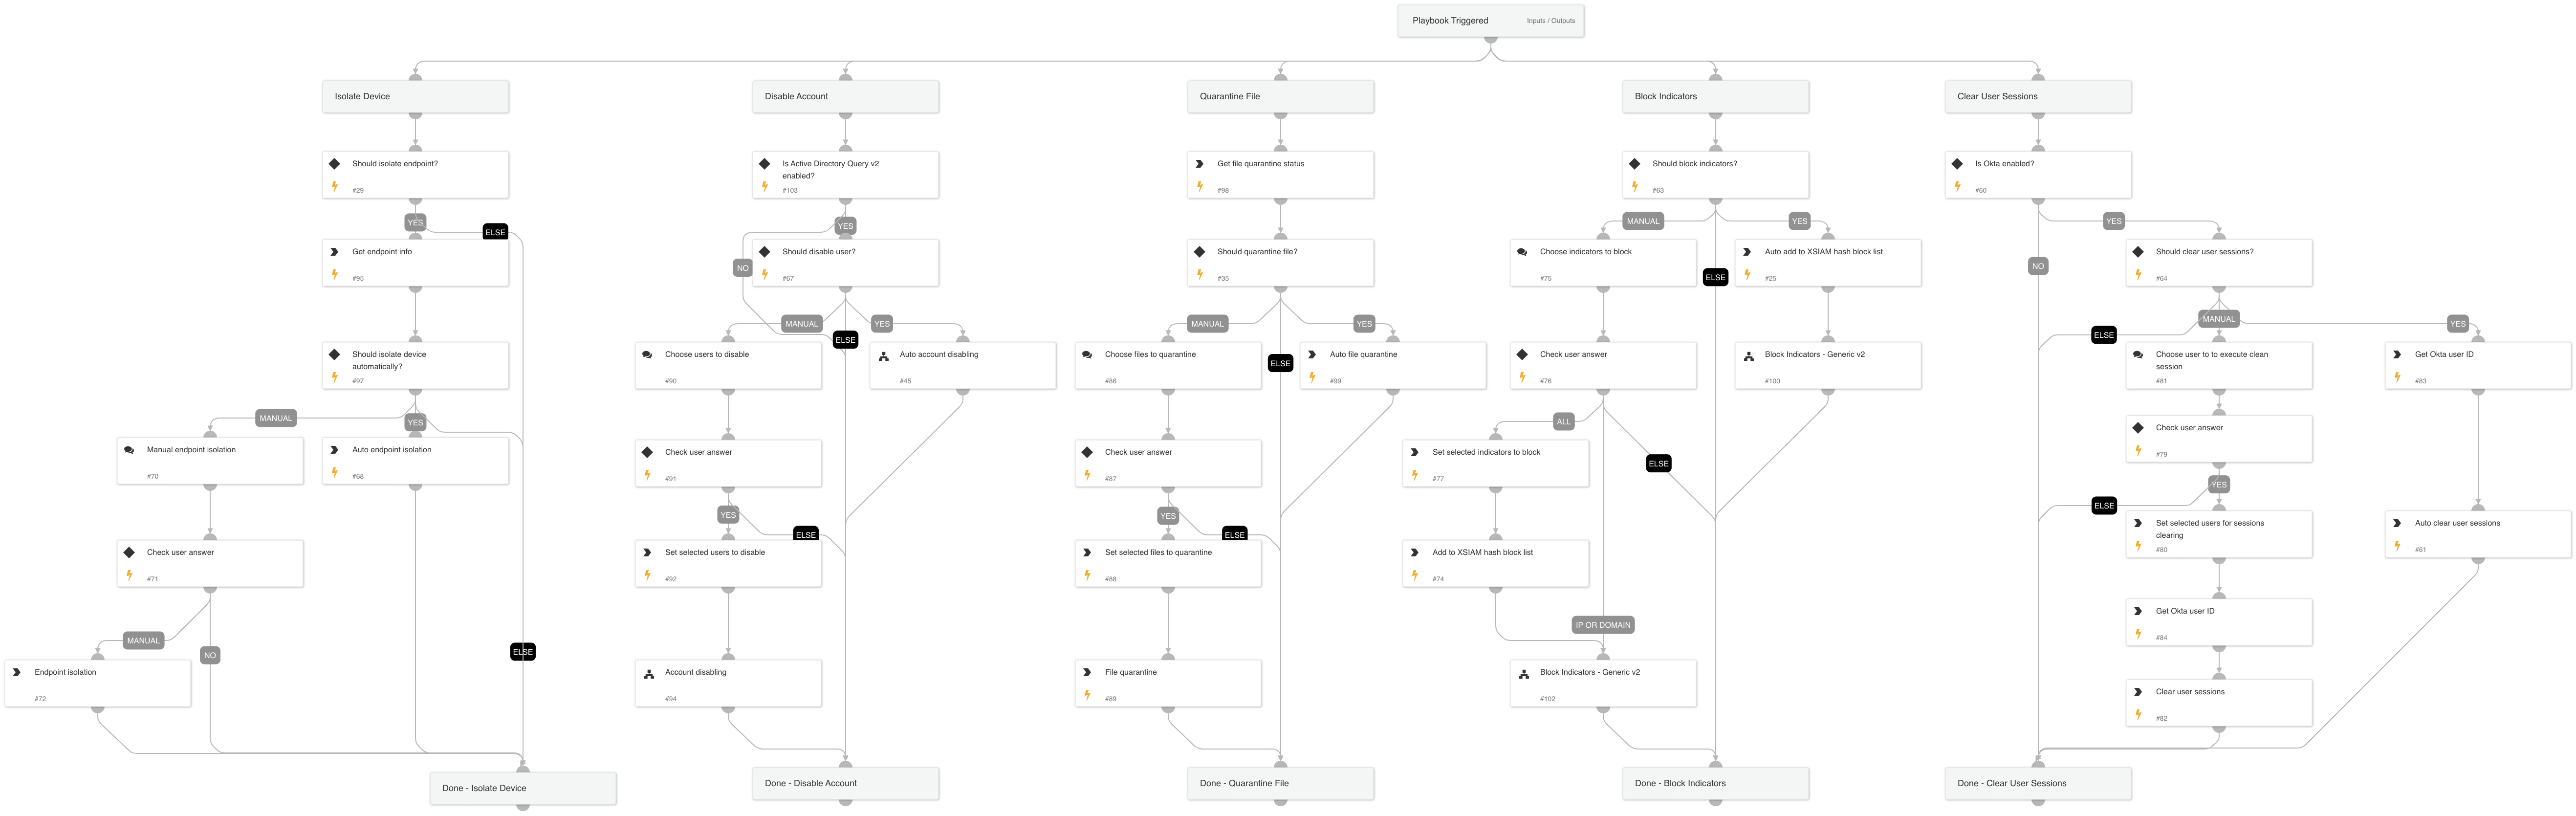 Playbook Triggered
Inputs / Outputs
Isolate Device
Disable Account
Quarantine File
Block Indicators
Clear User Sessions
Should isolate endpoint?
#29
Is Active Directory Query v2
enabled?
#103
Get file quarantine status
#98
Should block indicators?
#63
Is Okta enabled?
#60
YES
ELSE
YES
NO
MANUAL
YES
ELSE
YES
NO
Get endpoint info
#95
Should disable user?
#67
Should quarantine file?
#35
Choose indicators to block
#75
Auto add to XSIAM hash block list
#25
Should clear user sessions?
#64
MANUAL
YES
ELSE
MANUAL
YES
ELSE
MANUAL
ELSE
YES
Should isolate device
automatically?
#97
Choose users to disable
#90
Auto account disabling
#45
Choose files to quarantine
#86
Auto file quarantine
#99
Check user answer
#76
Block Indicators - Generic v2
#100
Choose user to to execute clean
session
#81
Get Okta user ID
#83
MANUAL
YES
ALL
ELSE
IP OR DOMAIN
Manual endpoint isolation
#70
Auto endpoint isolation
#68
Check user answer
#91
Check user answer
#87
Set selected indicators to block
#77
Check user answer
#79
YES
ELSE
YES
ELSE
YES
ELSE
Check user answer
#71
Set selected users to disable
#92
Set selected files to quarantine
#88
Add to XSIAM hash block list
#74
Set selected users for sessions
clearing
#80
Auto clear user sessions
#61
MANUAL
NO
ELSE
Get Okta user ID
#84
Endpoint isolation
#72
Account disabling
#94
File quarantine
#89
Block Indicators - Generic v2
#102
Clear user sessions
#82
Done - Isolate Device
Done - Disable Account
Done - Quarantine File
Done - Block Indicators
Done - Clear User Sessions